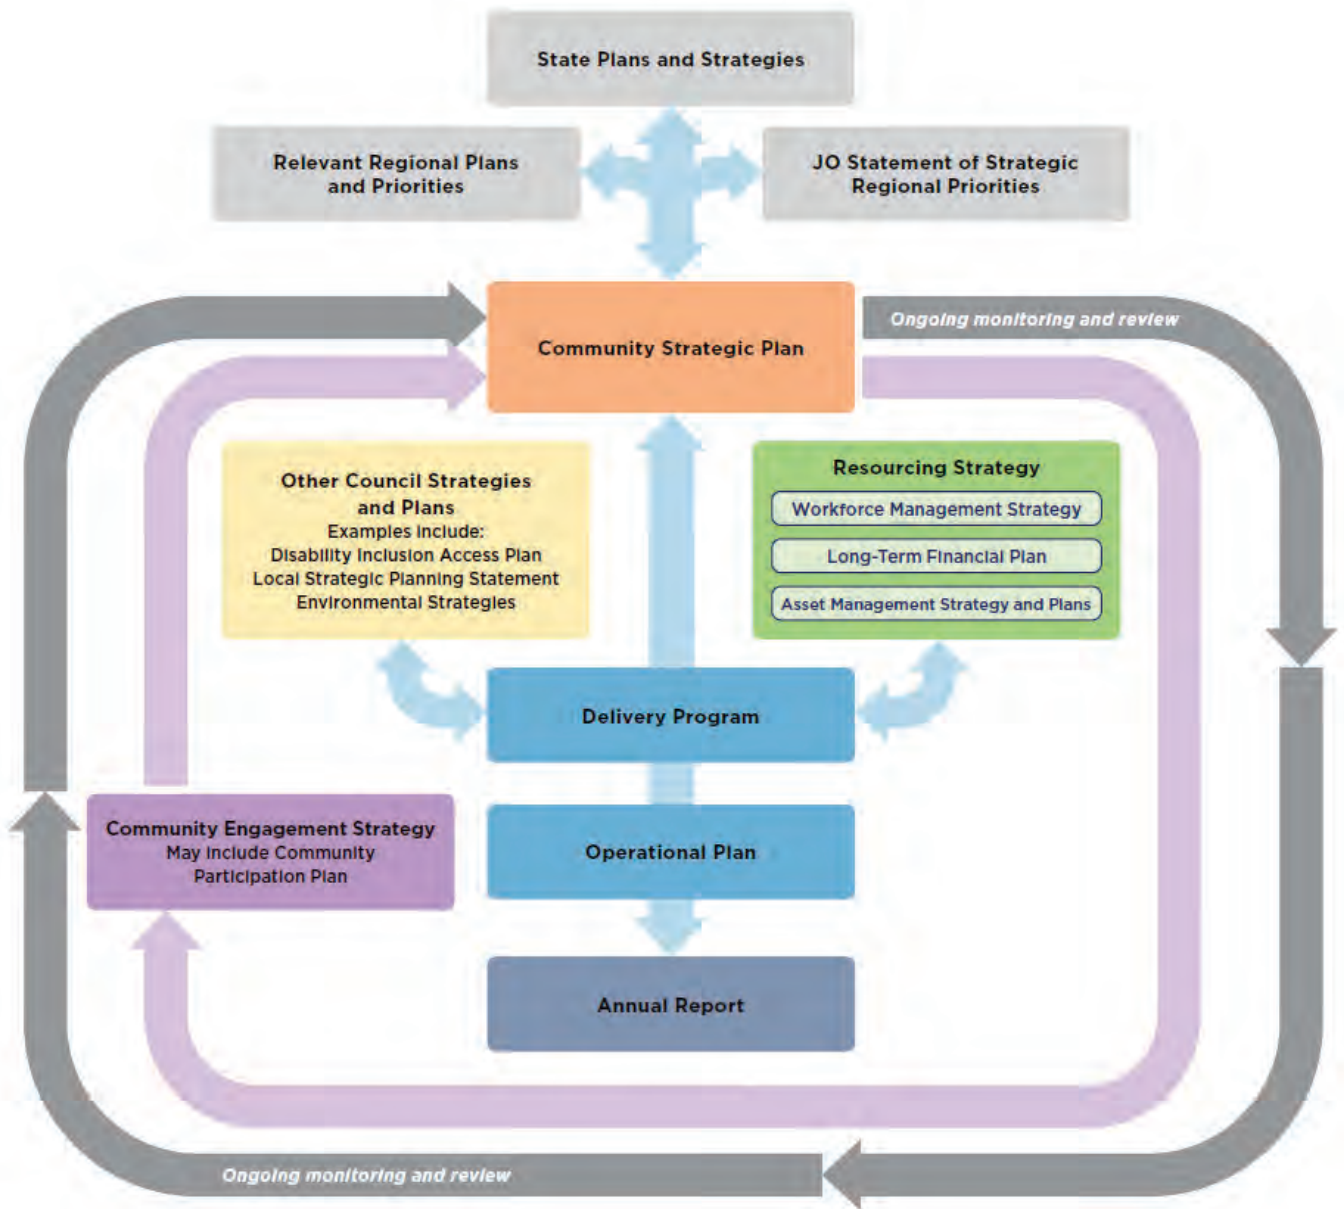 State Plans and Strategies
Relevant Regional Plans
and Priorities
JO Statement of Strategic
Regional Priorities
Community Strategic Plan
Ongoing monitoring and review
Other Council Strategies
and Plans
Examples include:
Disability Inclusion Access Plan
Local Strategic Planning Statement
Environmental Strategies
Resourcing Strategy
Workforce Management Strategy
Long-Term Financial Plan
Asset Management Strategy and Plans
Delivery Program
Community Engagement Strategy
May include Community
Participation Plan
Operational Plan
Annual Report
Ongoing monitoring and review